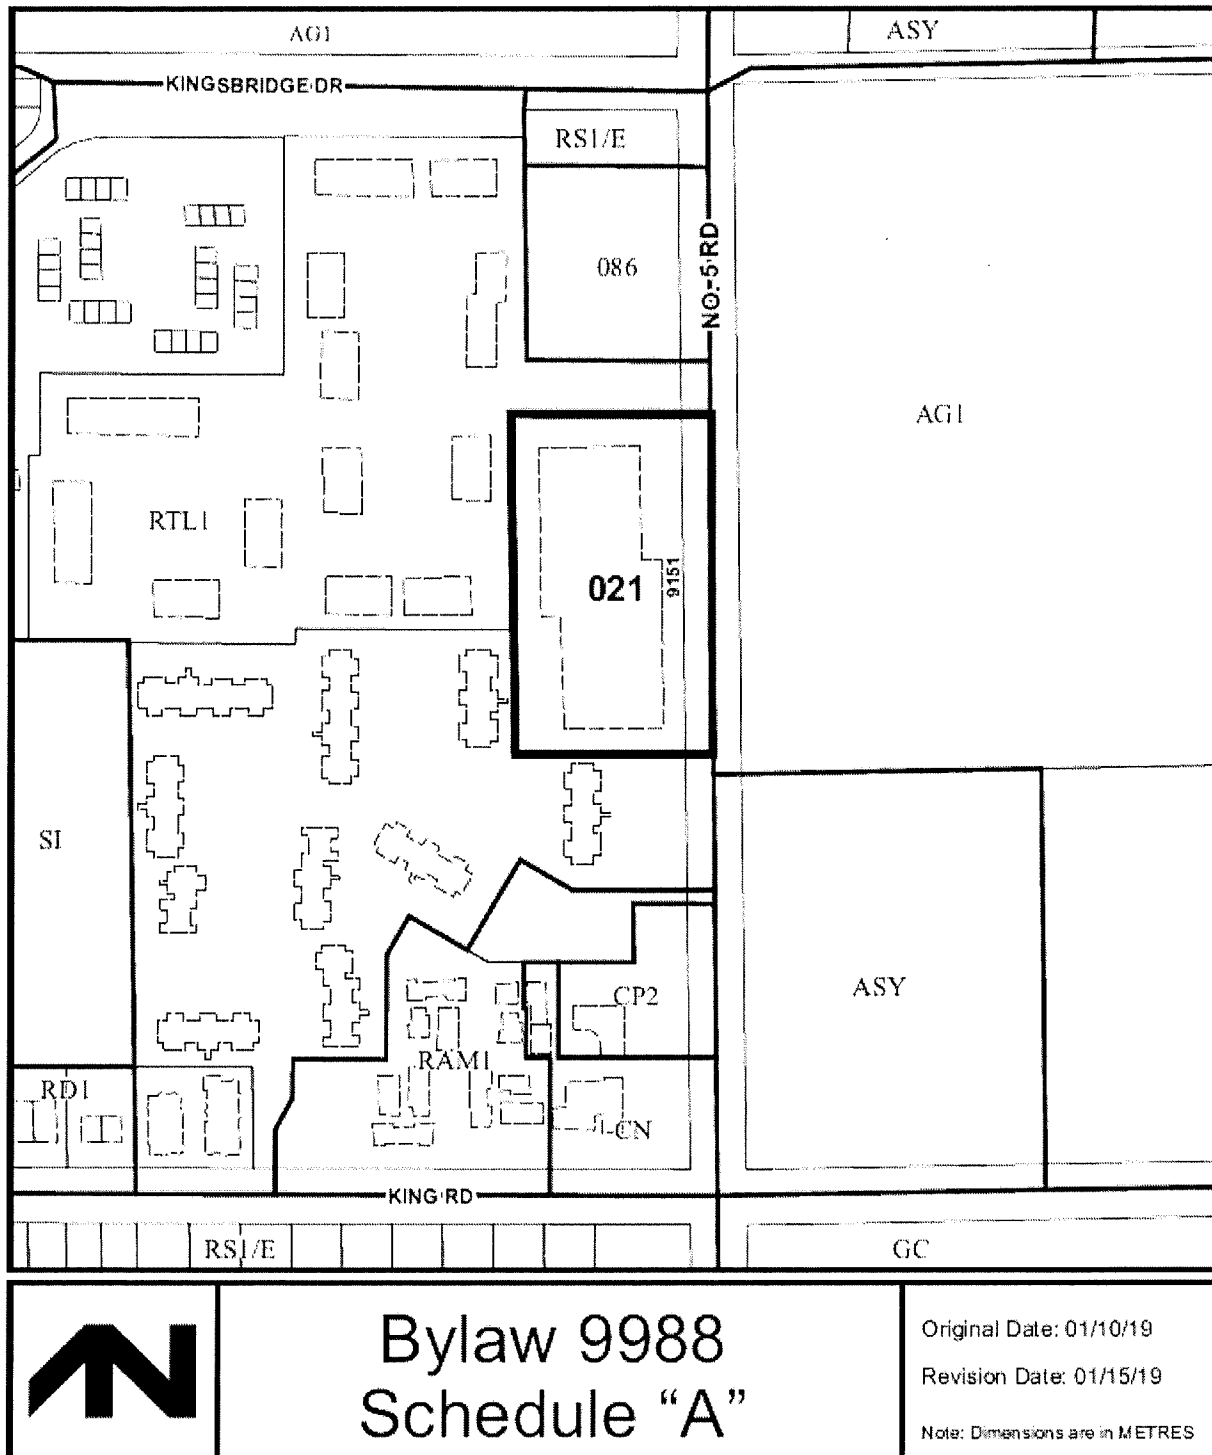 AG1
ASY
KINGSBRIDGE DR
RS1/E
086
NO. 5 RD
AG1
RTL1
021
9151
SI
ASY
CP2
RAM1
RD1
CN
KING RD
RS1/E
GC
Bylaw 9988
Schedule “A”
Original Date: 01/10/19
Revision Date: 01/15/19
Note: Dimensions are in METRES